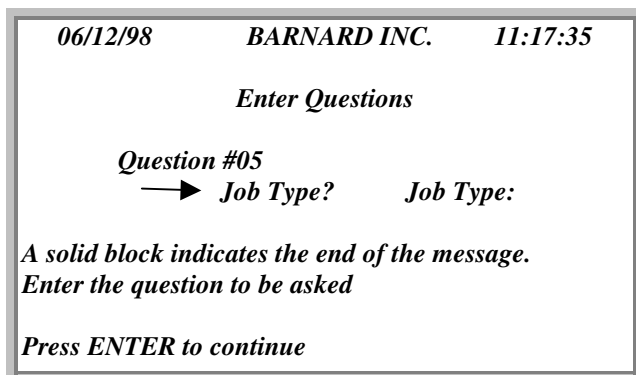 06/12/98 BARNARD INC. 11:17:35
Enter Questions
Question #05
Job Type? Job Type:
A solid block indicates the end of the message.
Enter the question to be asked
Press ENTER to continue